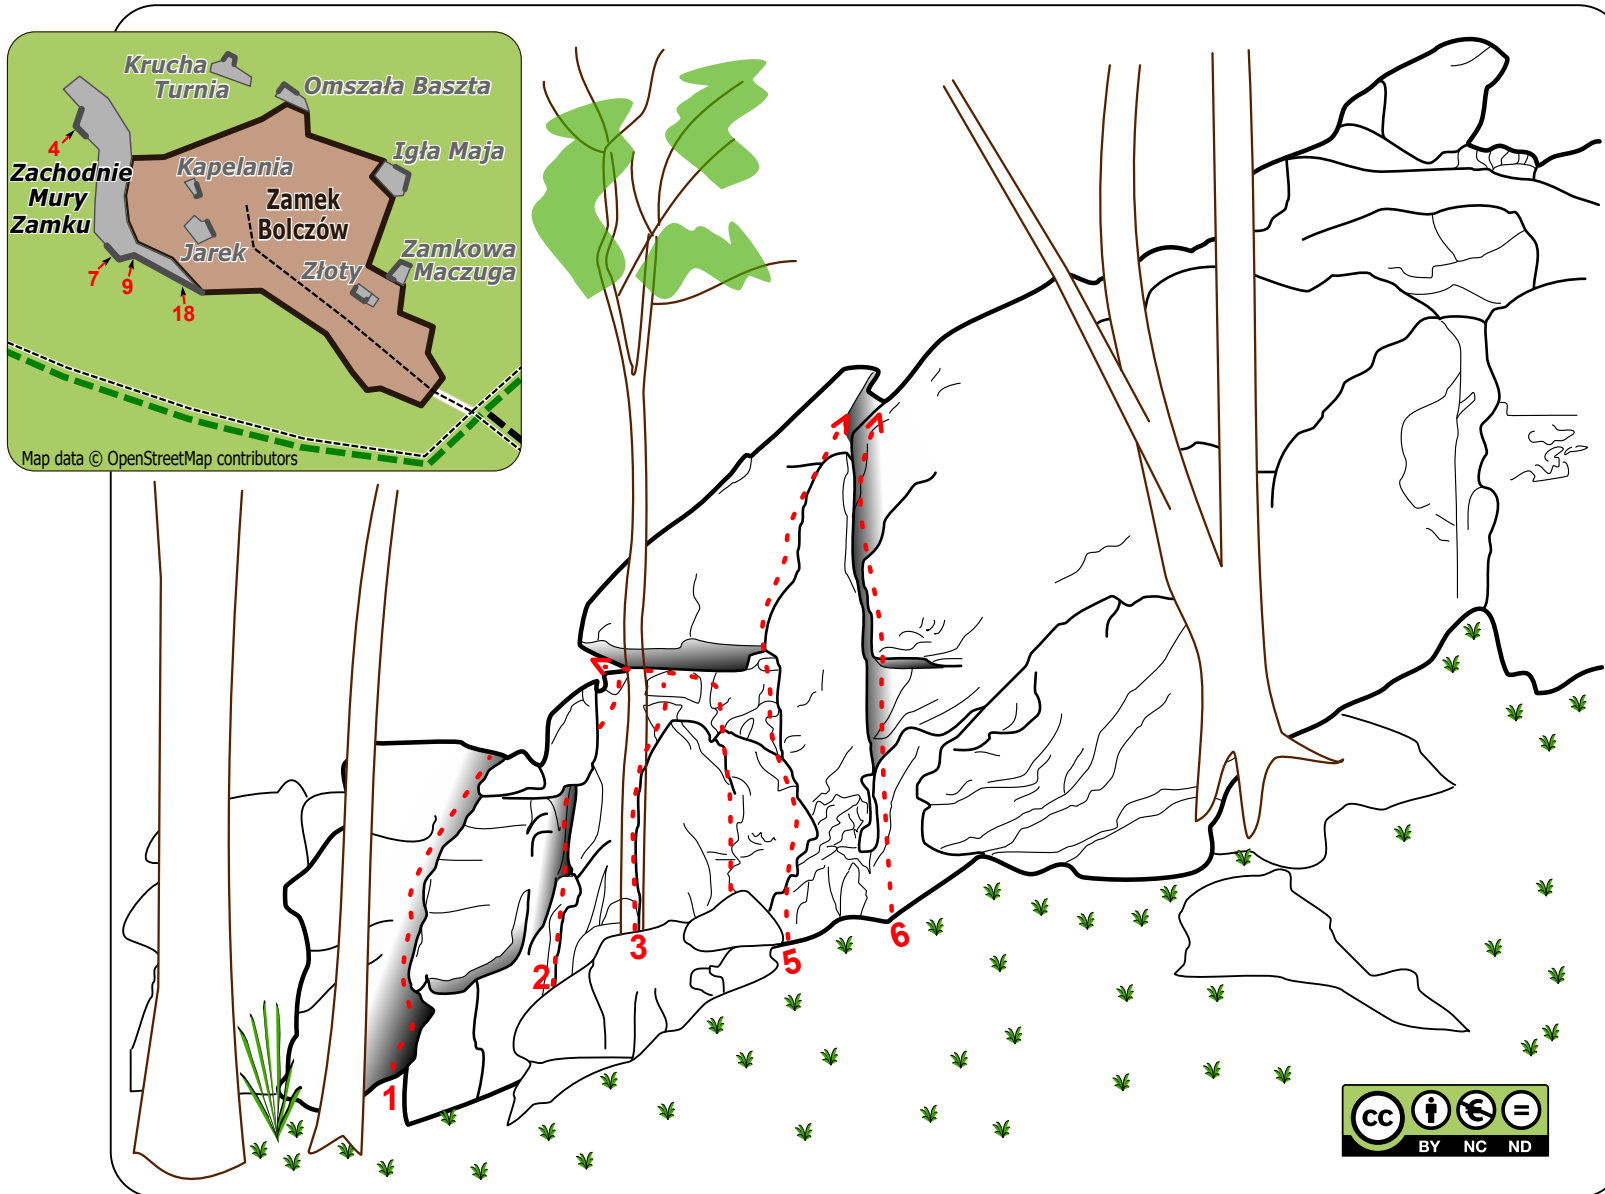 Krucha
Turnia
Omszała Baszta
4
Igła Maja
Zachodnie
Mury
Zamku
Kapelania
Zamek
Bolczów
Jarek
Zamkowa
Maczuga
Złoty
7
9
18
Map data © OpenStreetMap contributors
1
2
3
5
6
cc
BY NC ND